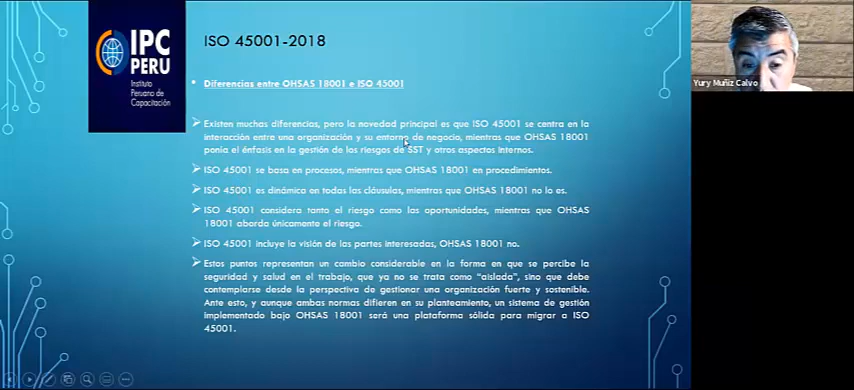 IPC
PERU
Instituto
Peruano de
Capacitación
ISO 45001-2018
Diferencias entre OHSAS 18001 e ISO 45001
Existen muchas diferencias, pero la novedad principal es que ISO 45001 se centra en la
interacción entre una organización y su entorno de negocio, mientras que OHSAS 18001
ponía el énfasis en la gestión de los riesgos de SST y otros aspectos internos.
ISO 45001 se basa en procesos, mientras que OHSAS 18001 en procedimientos.
ISO 45001 es dinámica en todas las cláusulas, mientras que OHSAS 18001 no lo es.
ISO 45001 considera tanto el riesgo como las oportunidades, mientras que OHSAS
18001 aborda únicamente el riesgo.
ISO 45001 incluye la visión de las partes interesadas, OHSAS 18001 no.
Estos puntos representan un cambio considerable en la forma en que se percibe la
seguridad y salud en el trabajo, que ya no se trata como “aislada”, sino que debe
contemplarse desde la perspectiva de gestionar una organización fuerte y sostenible.
Ante esto, y aunque ambas normas difieren en su planteamiento, un sistema de gestión
implementado bajo OHSAS 18001 será una plataforma sólida para migrar a ISO
45001.
Yury Muñiz Calvo